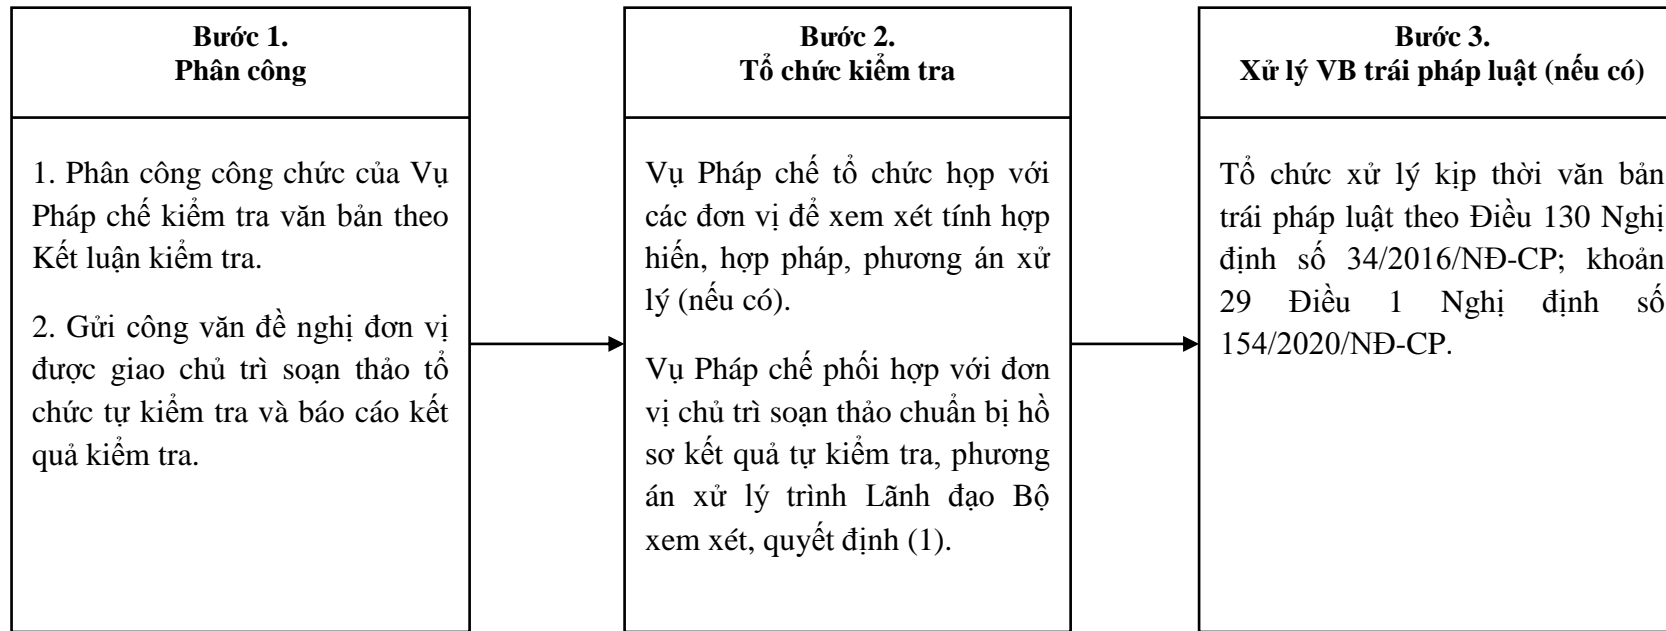 Bước 1.
Phân công
1. Phân công công chức của Vụ
Pháp chế kiểm tra văn bản theo
Kết luận kiểm tra.
2. Gửi công văn đề nghị đơn vị
được giao chủ trì soạn thảo tổ
chức tự kiểm tra và báo cáo kết
quả kiểm tra.
Bước 2.
Tổ chức kiểm tra
Vụ Pháp chế tổ chức họp với
các đơn vị để xem xét tính hợp
hiến, hợp pháp, phương án xử
lý (nếu có).
Vụ Pháp chế phối hợp với đơn
vị chủ trì soạn thảo chuẩn bị hồ
sơ kết quả tự kiểm tra, phương
án xử lý trình Lãnh đạo Bộ
xem xét, quyết định (1).
Bước 3.
Xử lý VB trái pháp luật (nếu có)
Tổ chức xử lý kịp thời văn bản
trái pháp luật theo Điều 130 Nghị
định số 34/2016/NĐ-CP; khoản
29 Điều 1 Nghị định số
154/2020/NĐ-CP.